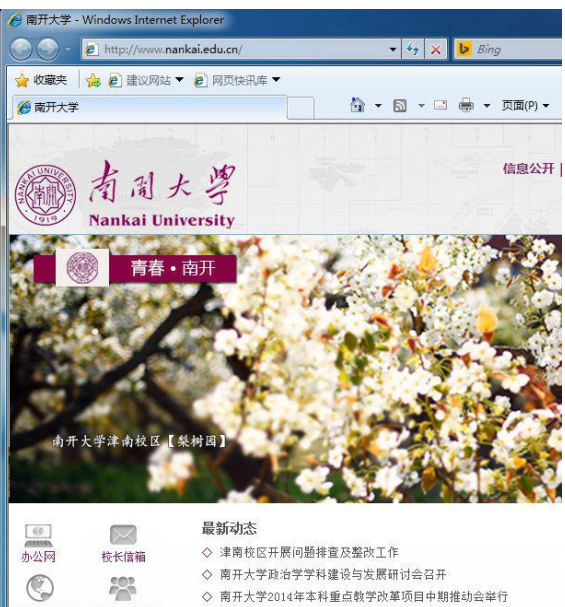 南开大学 - Windows Internet Explorer
http://www.nankai.edu.cn/
Bing
收藏夹
建议网站
网页快讯库
南开大学
页面(P)
信息公开
NANKAI UNIVERSITY
南開
1919
南開大學
Nankai University
青春·南开
南开大学津南校区【梨树园】
最新动态
办公网
校长信箱
津南校区开展问题排查及整改工作
南开大学政治学学科建设与发展研讨会召开
南开大学2014年本科重点教学改革项目中期推动会举行